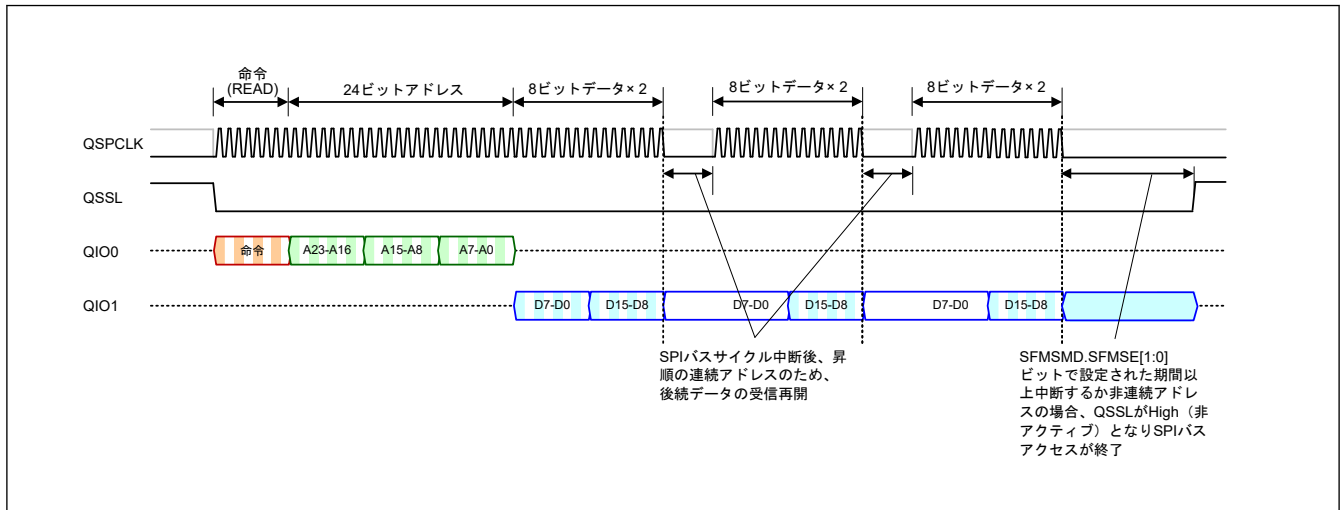 命令
(READ)
24ビットアドレス
8ビットデータ× 2
8ビットデータ× 2
8ビットデータ× 2
QSPCLK
QSSL
QIO0
命令
A23-A16
A15-A8
A7-A0
QIO1
D7-D0
D15-D8
D7-D0
D15-D8
D7-D0
D15-D8
SPIバスサイクル中断後、昇
順の連続アドレスのため、
後続データの受信再開
SFMSMD.SFMSE[1:0]
ビットで設定された期間以
上中断するか非連続アドレ
スの場合、QSSLがHigh（非
アクティブ）となりSPIバス
アクセスが終了